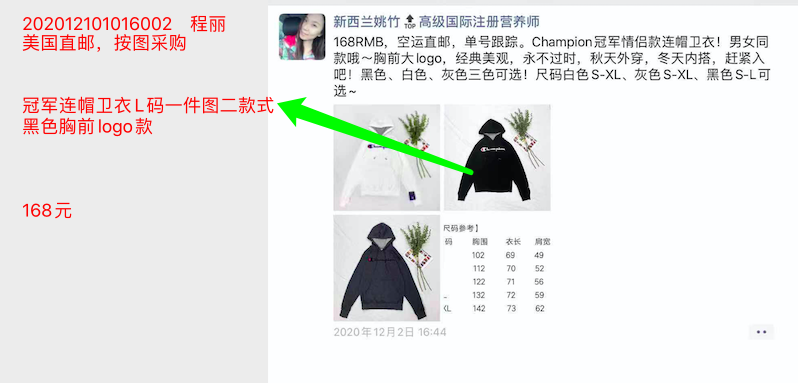 202012101016002 程丽
美国直邮，按图采购
冠军连帽卫衣L码一件图二款式
黑色胸前logo款
168元
新西兰姚竹 TOP 高级国际注册营养师
168RMB，空运直邮，单号跟踪。Champion冠军情侣款连帽卫衣！男女同
款哦～胸前大logo，经典美观，永不过时，秋天外穿，冬天内搭，赶紧入
吧！黑色、白色、灰色三色可选！尺码白色S-XL、灰色S-XL、黑色S-L可
选～
Champion
Champion
尺码参考】
码 胸围 衣长 肩宽
102 69 49
112 70 52
122 71 56
132 72 59
XL 142 73 62
2020年12月2日 16:44